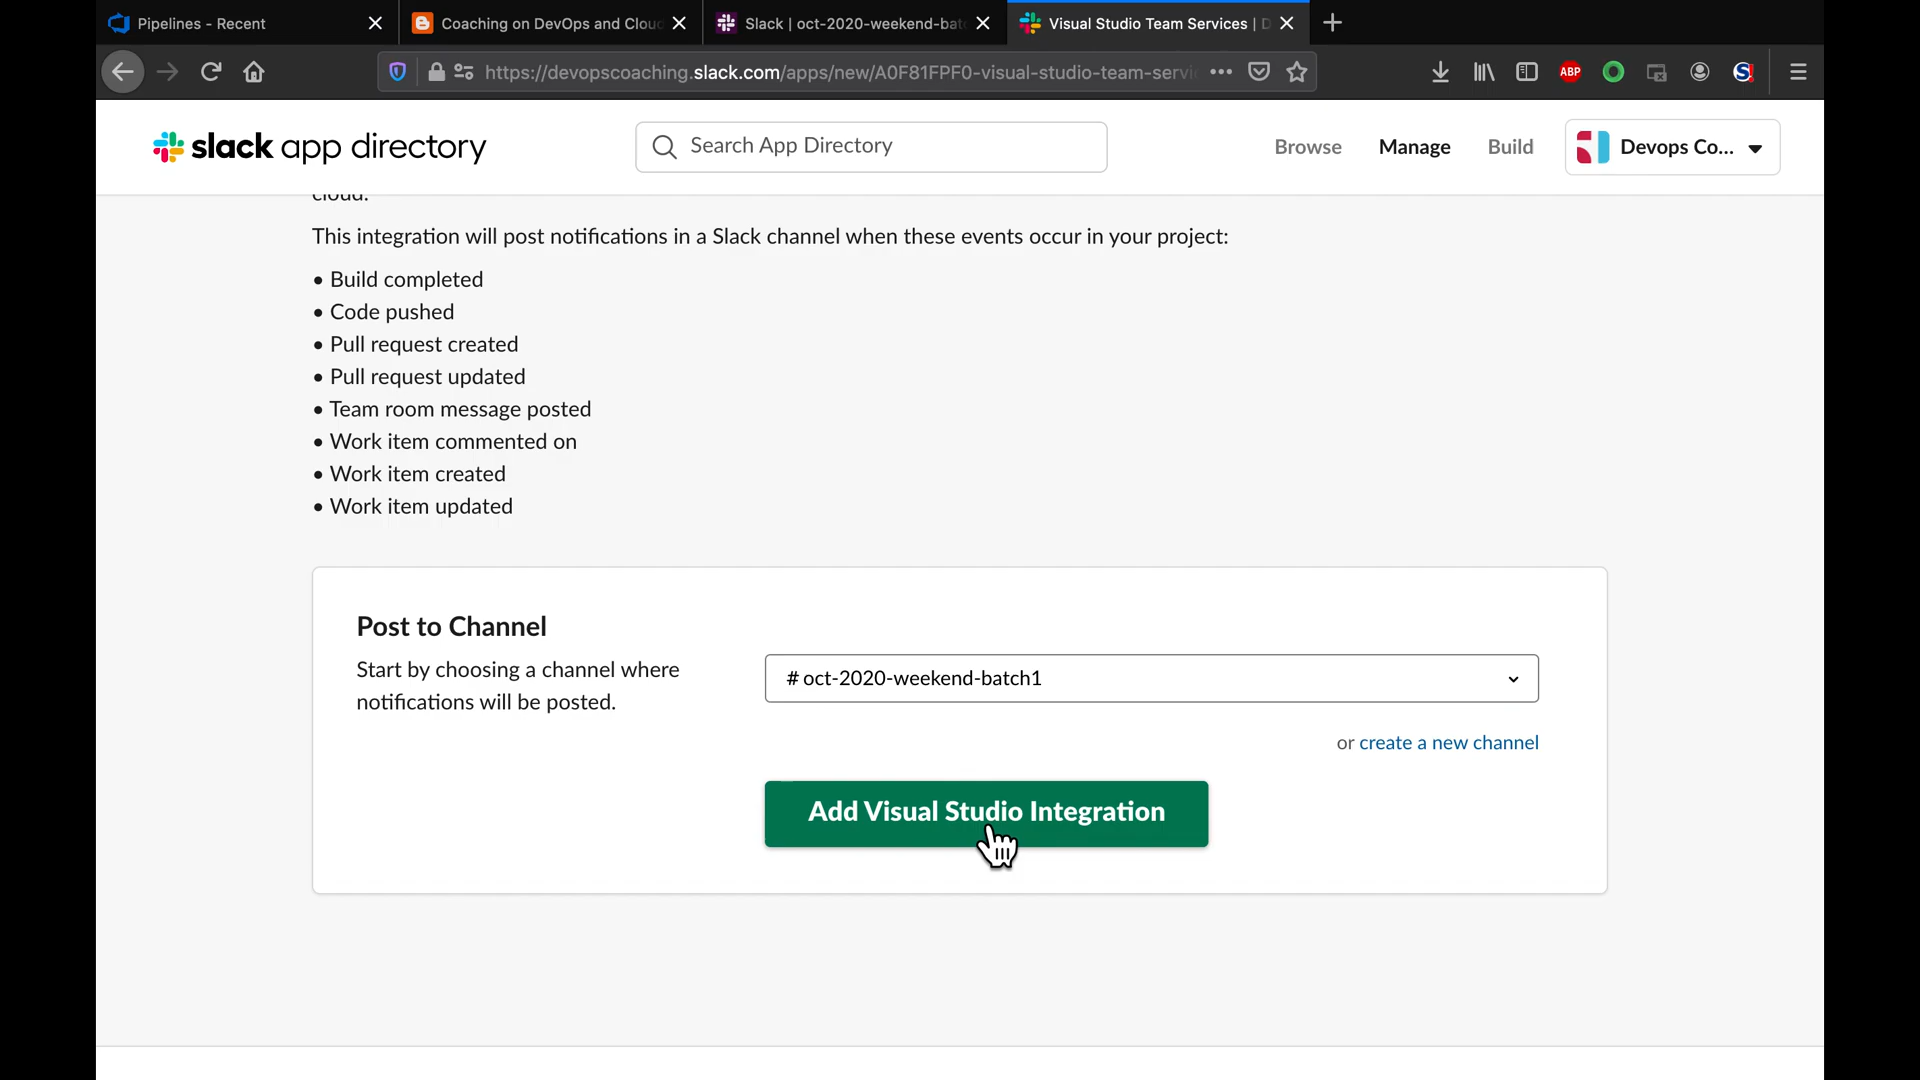 Pipelines - Recent
Coaching on DevOps and Cloud
Slack | oct-2020-weekend-bat
Visual Studio Team Services | D
https://devopscoaching.slack.com/apps/new/A0F81FPF0-visual-studio-team-servi
ABP
slack app directory
Search App Directory
Browse
Manage
Build
Devops Co...
cloud.
This integration will post notifications in a Slack channel when these events occur in your project:
• Build completed
• Code pushed
• Pull request created
• Pull request updated
• Team room message posted
• Work item commented on
• Work item created
• Work item updated
Post to Channel
Start by choosing a channel where
notifications will be posted.
# oct-2020-weekend-batch1
or create a new channel
Add Visual Studio Integration